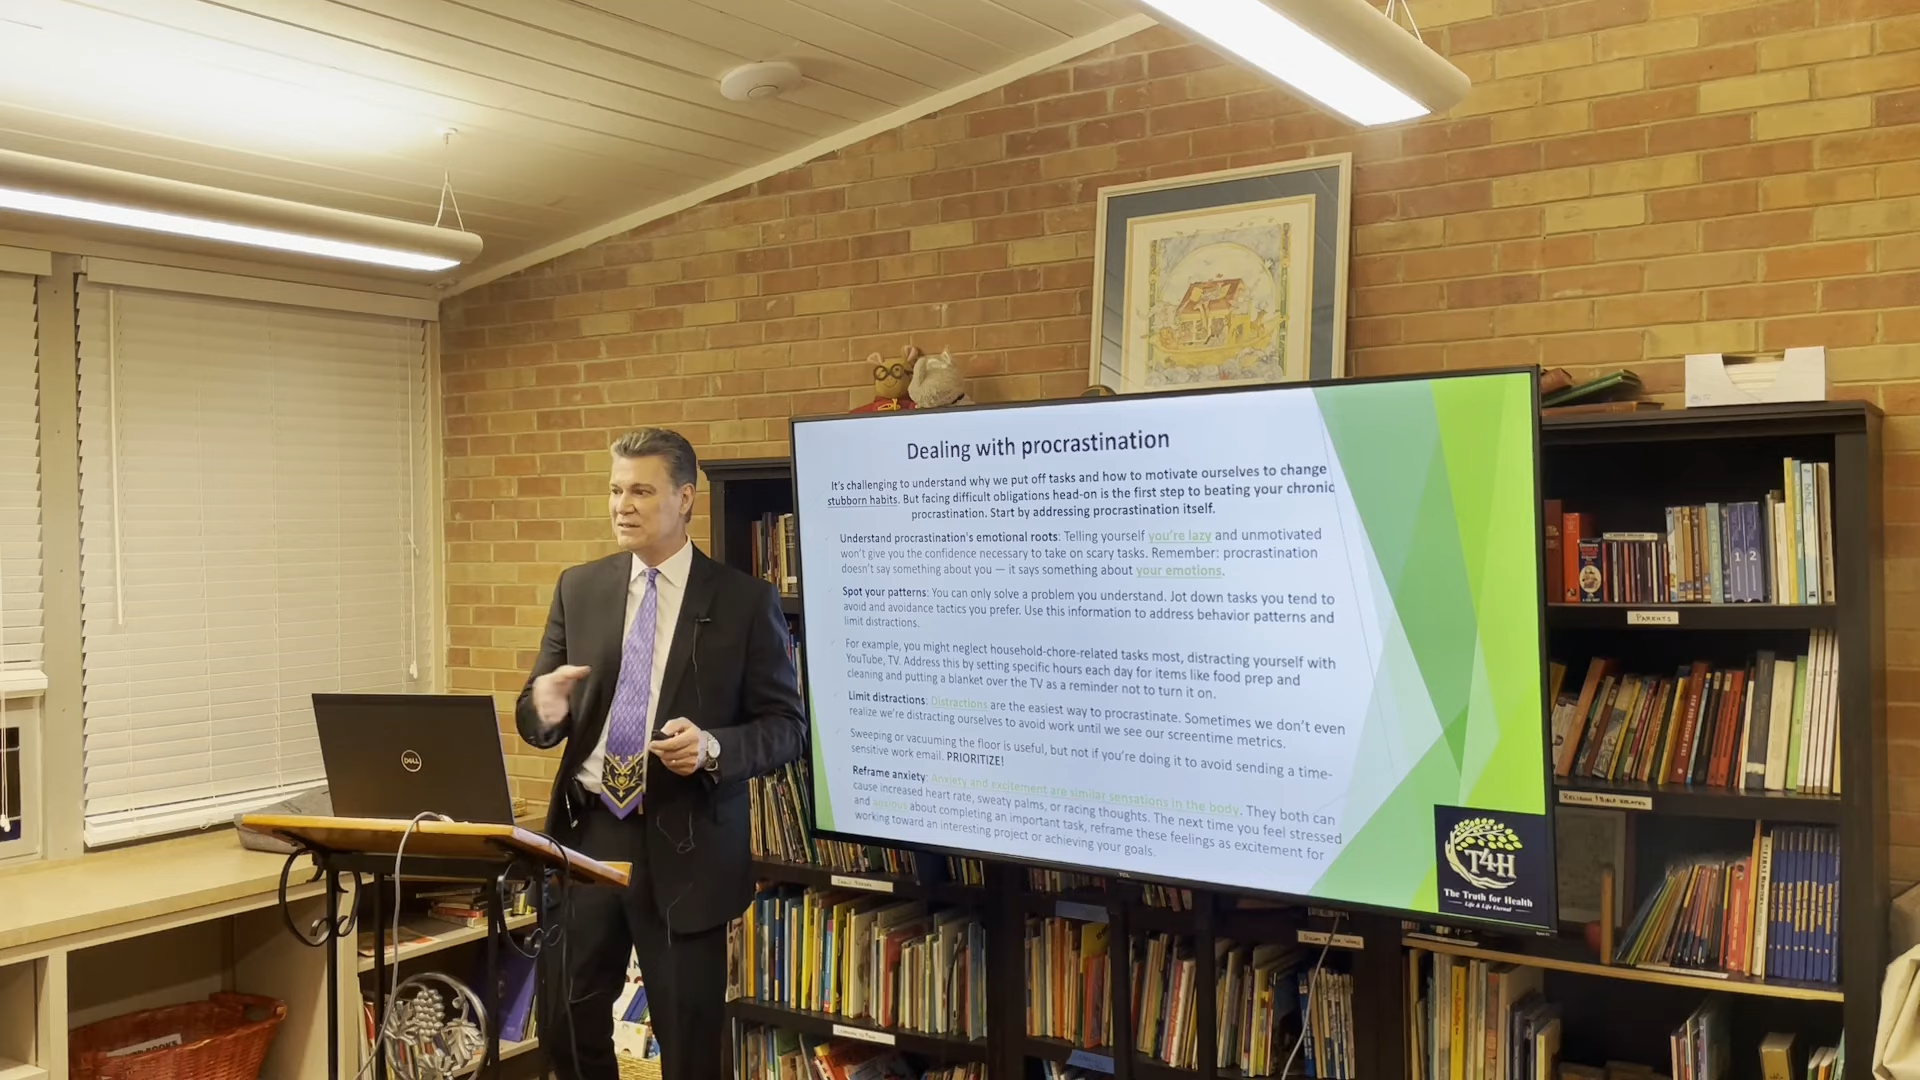 Dealing with procrastination
It's challenging to understand why we put off tasks and how to motivate ourselves to change
stubborn habits. But facing difficult obligations head-on is the first step to beating your chronic
procrastination. Start by addressing procrastination itself.
Understand procrastination's emotional roots: Telling yourself you're lazy and unmotivated
won't give you the confidence necessary to take on scary tasks. Remember: procrastination
doesn't say something about you — it says something about your emotions.
Spot your patterns: You can only solve a problem you understand. Jot down tasks you tend to
avoid and avoidance tactics you prefer. Use this information to address behavior patterns and
limit distractions.
For example, you might neglect household-chore-related tasks most, distracting yourself with
YouTube, TV. Address this by setting specific hours each day for items like food prep and
cleaning and putting a blanket over the TV as a reminder not to turn it on.
Limit distractions: Distractions are the easiest way to procrastinate. Sometimes we don't even
realize we're distracting ourselves to avoid work until we see our screentime metrics.
Sweeping or vacuuming the floor is useful, but not if you're doing it to avoid sending a time-
sensitive work email. PRIORITIZE!
Reframe anxiety: Anxiety and excitement are similar sensations in the body. They both can
cause increased heart rate, sweaty palms, or racing thoughts. The next time you feel stressed
and anxious about completing an important task, reframe these feelings as excitement for
working toward an interesting project or achieving your goals.
T4H
The Truth for Health
Life & Life Eternal
TCL
DELL
PARENTS
1 2
BOOKS